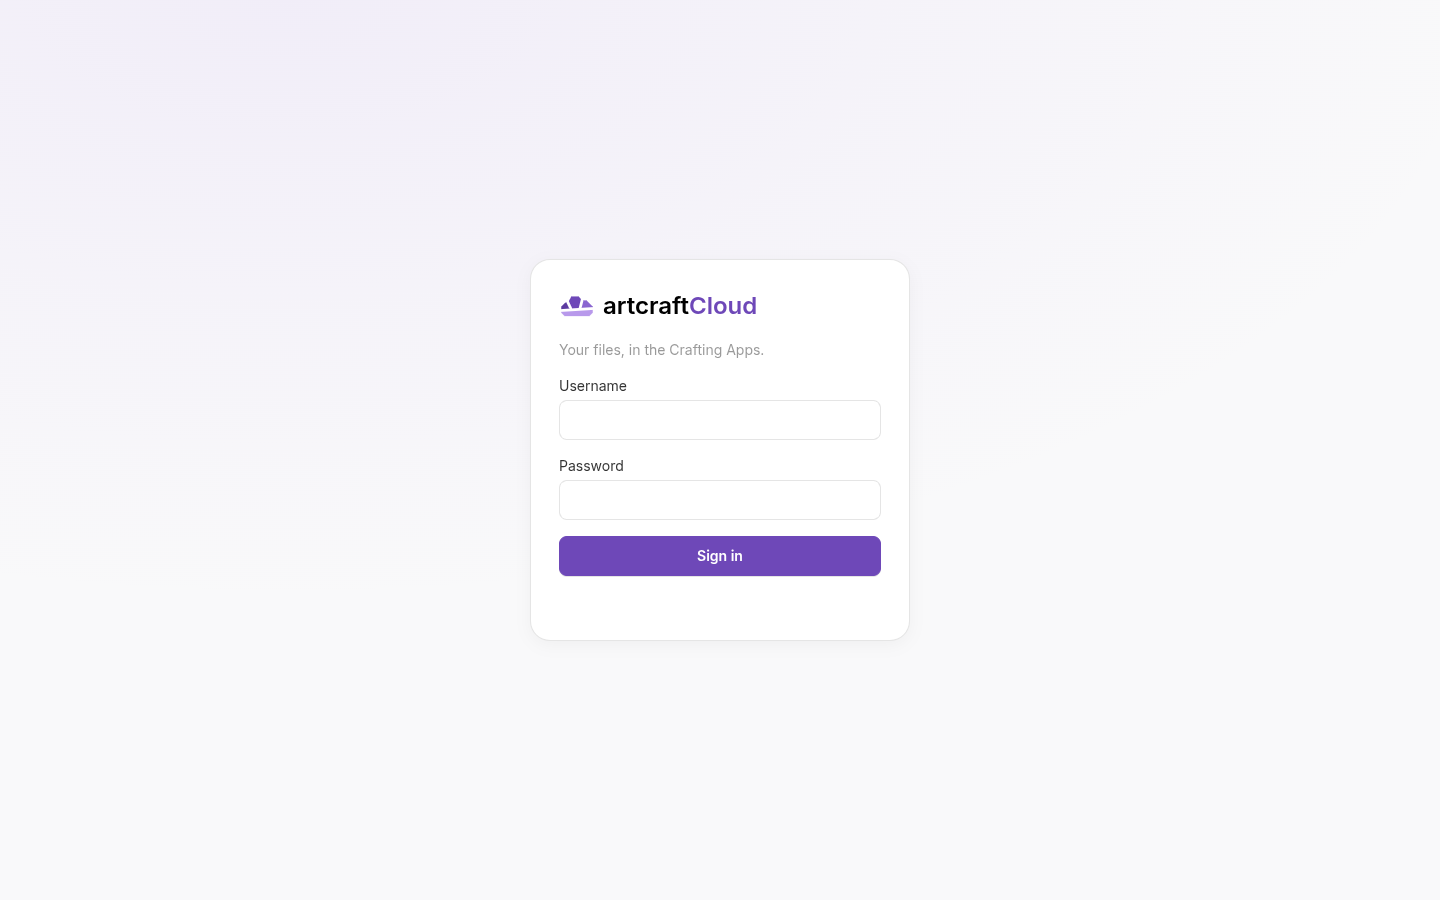 artcraftCloud
Your files, in the Crafting Apps.
Username
Password
Sign in